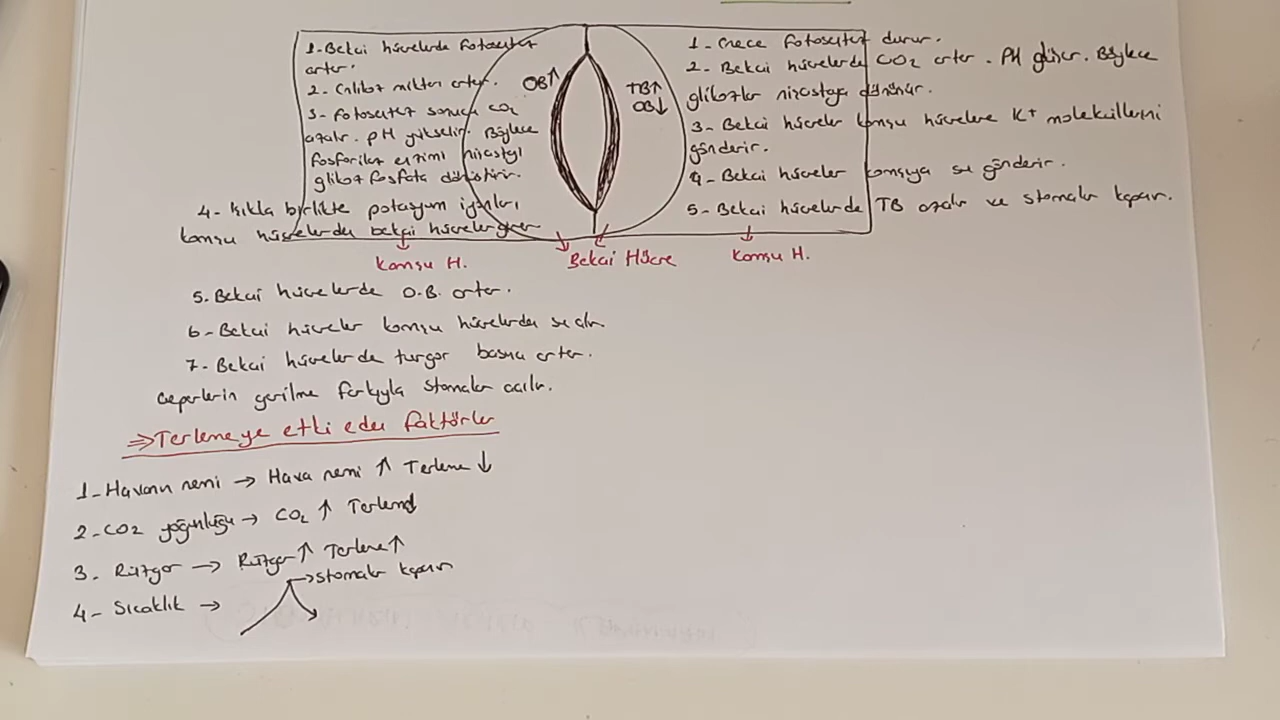 1-Bekçi hücrelerde fotosentez
artar.
2- Glikoz miktarı artar.
3- Fotosentez sonucu CO2
azalır. pH yükselir. Böylece
fosforilaz enzimi nişastayı
glikoz fosfata dönüştürür.
4- Işıkla birlikte potasyum iyonları
komşu hücrelerden bekçi hücrelere girer
OB↑
TB↑
OB↓
1- Gece fotosentez durur.
2- Bekçi hücrelerde CO2 artar. PH düşer. Böylece
glikozlar nişastaya dönüşür.
3- Bekçi hücreler komşu hücrelere K+ moleküllerini
gönderir.
4- Bekçi hücreler komşuya su gönderir.
5- Bekçi hücrelerde TB azalır ve stomalar kapanır.
Komşu H.
Bekçi Hücre
Komşu H.
5. Bekçi hücrelerde O.B. artar.
6- Bekçi hücreler komşu hücrelerden su alır.
7- Bekçi hücrelerde turgor basıncı artar.
Çeperlerin gerilme farkıyla stomalar açılır.
⇒Terlemeye etki eden faktörler
1-Havanın nemi → Hava nemi ↑ Terleme ↓
2-CO2 yoğunluğu → CO2 ↑ Terleme↓
3- Rüzgar → Rüzgar ↑ Terleme ↑
→stomalar kapanır
4- Sıcaklık →